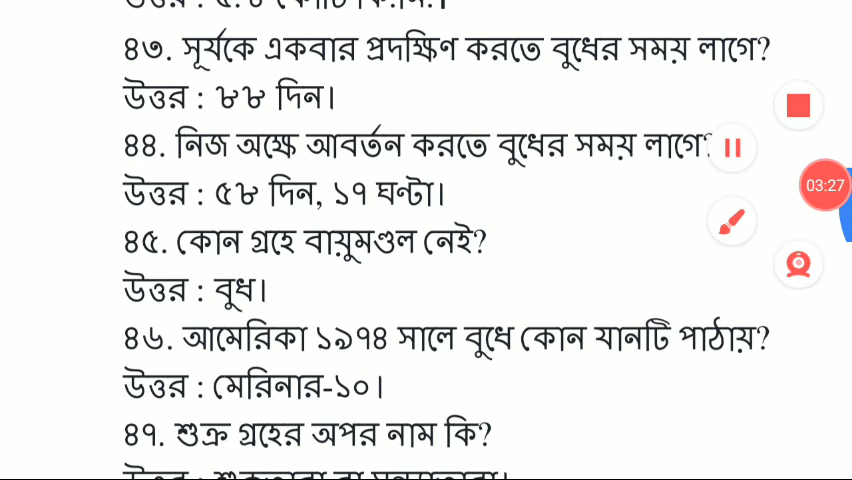 ৪৩. সূর্যকে একবার প্রদক্ষিণ করতে বুধের সময় লাগে?
উত্তর : ৮৮ দিন।
৪৪. নিজ অক্ষে আবর্তন করতে বুধের সময় লাগে?
উত্তর : ৫৮ দিন, ১৭ ঘণ্টা।
03:27
৪৫. কোন গ্রহে বায়ুমণ্ডল নেই?
উত্তর : বুধ।
৪৬. আমেরিকা ১৯৭৪ সালে বুধে কোন যানটি পাঠায়?
উত্তর : মেরিনার-১০।
৪৭. শুক্র গ্রহের অপর নাম কি?